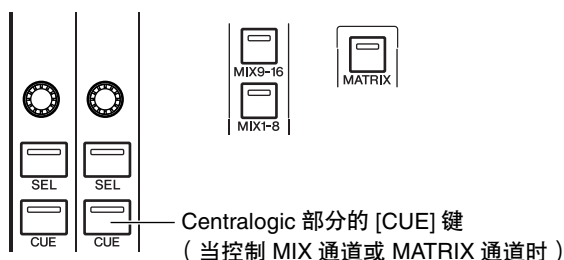 MIX9-16
MATRIX
MIX1-8
SEL SEL
CUE CUE
Centralogic 部分的 [CUE] 键
（当控制 MIX 通道或 MATRIX 通道时）